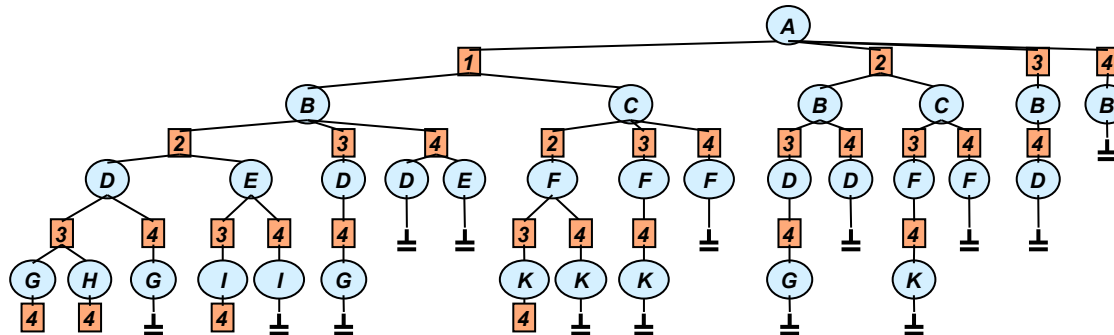 A
1 2 3 4
B C B C B B
2 3 4 2 3 4 3 4 3 4 4
D E D D E F F F D D F F D
3 4 3 4 4 3 4 4 4 4
G H G I I G K K K G K
4 4 4 4